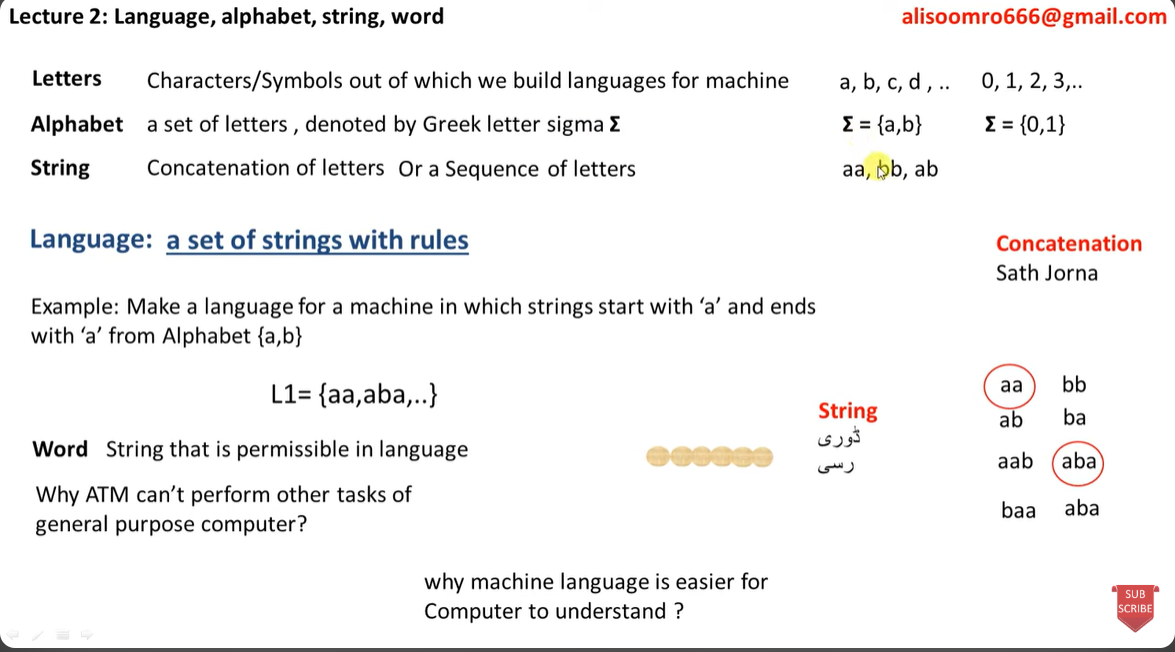 Lecture 2: Language, alphabet, string, word
alisoomro666@gmail.com
Letters Characters/Symbols out of which we build languages for machine a, b, c, d , .. 0, 1, 2, 3,..
Alphabet a set of letters , denoted by Greek letter sigma Σ Σ = {a,b} Σ = {0,1}
String Concatenation of letters Or a Sequence of letters aa, bb, ab
Language: a set of strings with rules
Concatenation
Sath Jorna
Example: Make a language for a machine in which strings start with ‘a’ and ends
with ‘a’ from Alphabet {a,b}
L1= {aa,aba,..}
Word String that is permissible in language
String
ڈوری
رسی
aa bb
ab ba
aab aba
baa aba
Why ATM can’t perform other tasks of
general purpose computer?
why machine language is easier for
Computer to understand ?
SUB
SCRIBE